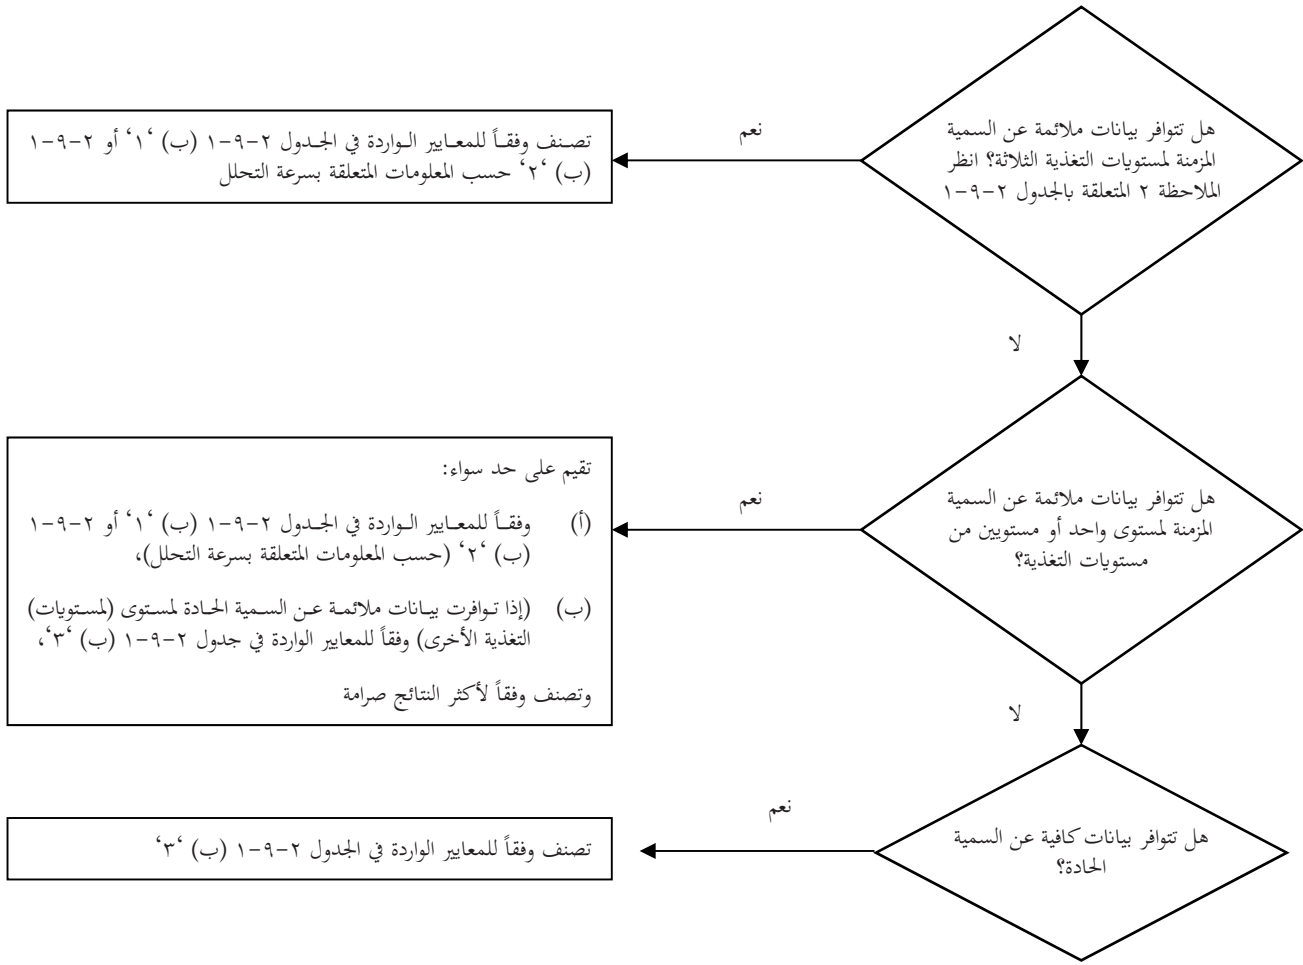 هل تتوافر بيانات ملائمة عن السمية
المزمنة لمستويات التغذية الثلاثة؟ انظر
الملاحظة ٢ المتعلقة بالجدول ٢-٩-١
نعم
تصنف وفقاً للمعايير الواردة في الجدول ٢-٩-١ (ب) ‘١‘ أو ٢-٩-١
(ب) ‘٢‘ حسب المعلومات المتعلقة بسرعة التحلل
لا
هل تتوافر بيانات ملائمة عن السمية
المزمنة لمستوى واحد أو مستويين من
مستويات التغذية؟
نعم
تقيم على حد سواء:
(أ) وفقاً للمعايير الواردة في الجدول ٢-٩-١ (ب) ‘١‘ أو ٢-٩-١
(ب) ‘٢‘ (حسب المعلومات المتعلقة بسرعة التحلل)،
(ب) (إذا توافرت بيانات ملائمة عن السمية الحادة لمستوى (لمستويات)
التغذية الأخرى) وفقاً للمعايير الواردة في جدول ٢-٩-١ (ب) ‘٣‘،
وتصنف وفقاً لأكثر النتائج صرامة
لا
هل تتوافر بيانات كافية عن السمية
الحادة؟
نعم
تصنف وفقاً للمعايير الواردة في الجدول ٢-٩-١ (ب) ‘٣‘